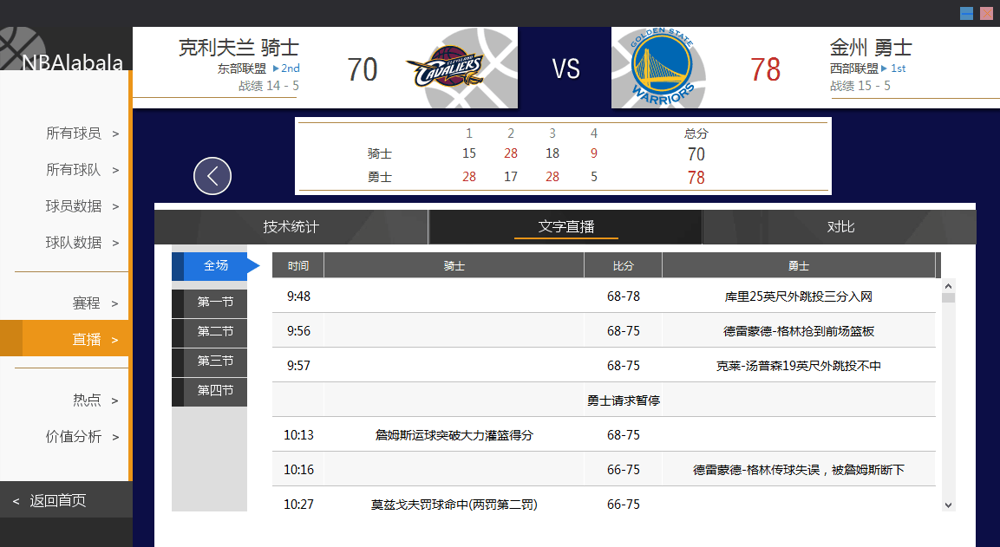 NBAlabala
克利夫兰 骑士
东部联盟 2nd
战绩 14 - 5
70
CAVALIERS
VS
GOLDEN STATE
WARRIORS
78
金州 勇士
西部联盟 1st
战绩 15 - 5
所有球员 >
所有球队 >
球员数据 >
球队数据 >
赛程 >
直播 >
热点 >
价值分析 >
< 返回首页
1 2 3 4 总分
骑士 15 28 18 9 70
勇士 28 17 28 5 78
技术统计 文字直播 对比
全场
第一节
第二节
第三节
第四节
时间 骑士 比分 勇士
9:48 68-78 库里25英尺外跳投三分入网
9:56 68-75 德雷蒙德-格林抢到前场篮板
9:57 68-75 克莱-汤普森19英尺外跳投不中
勇士请求暂停
10:13 詹姆斯运球突破大力灌篮得分 68-75
10:16 66-75 德雷蒙德-格林传球失误，被詹姆斯断下
10:27 莫兹戈夫罚球命中(两罚第二罚) 66-75